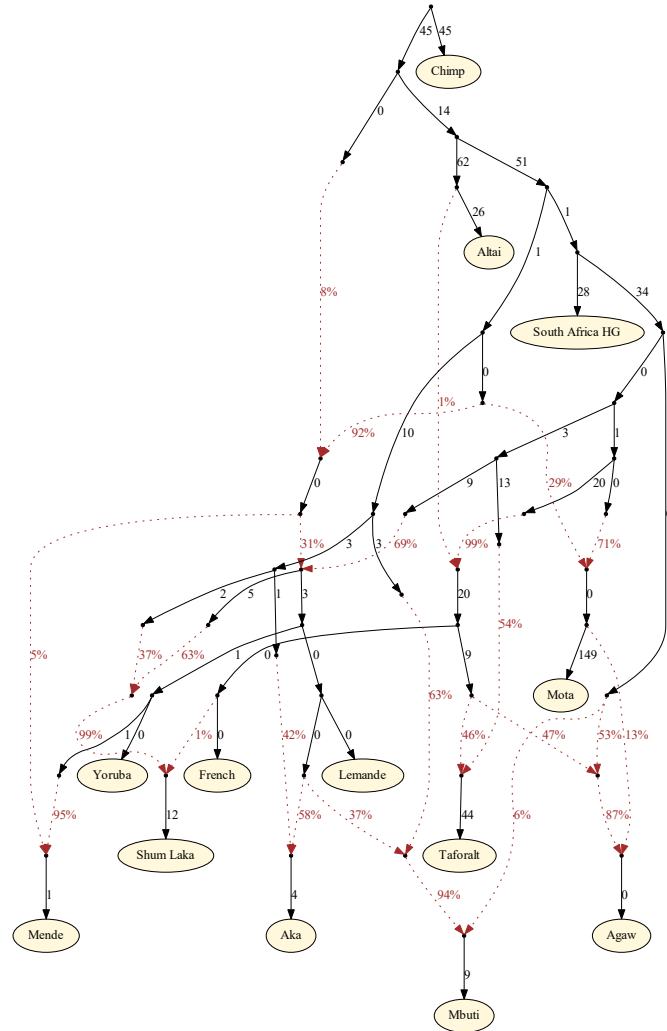 45 45
Chimp
0 14
62 51
8% 26 1 1
Altai
28 34
South Africa HG
0 0
1%
92% 10 3 1
0 9 13 29% 20 0
31% 3 3 69% 99% 71%
2 5 1 3 20 54% 0
5% 37% 63% 1 0 0 9 63% 149
Mota
99% 1 0 1% 0 42% 0 0 46% 47% 53% 13%
Yoruba French Lemande
95% 12 58% 37% 44 6% 87%
Shum Laka Taforalt
1 4 94% 0
Mende Aka Agaw
9
Mbuti